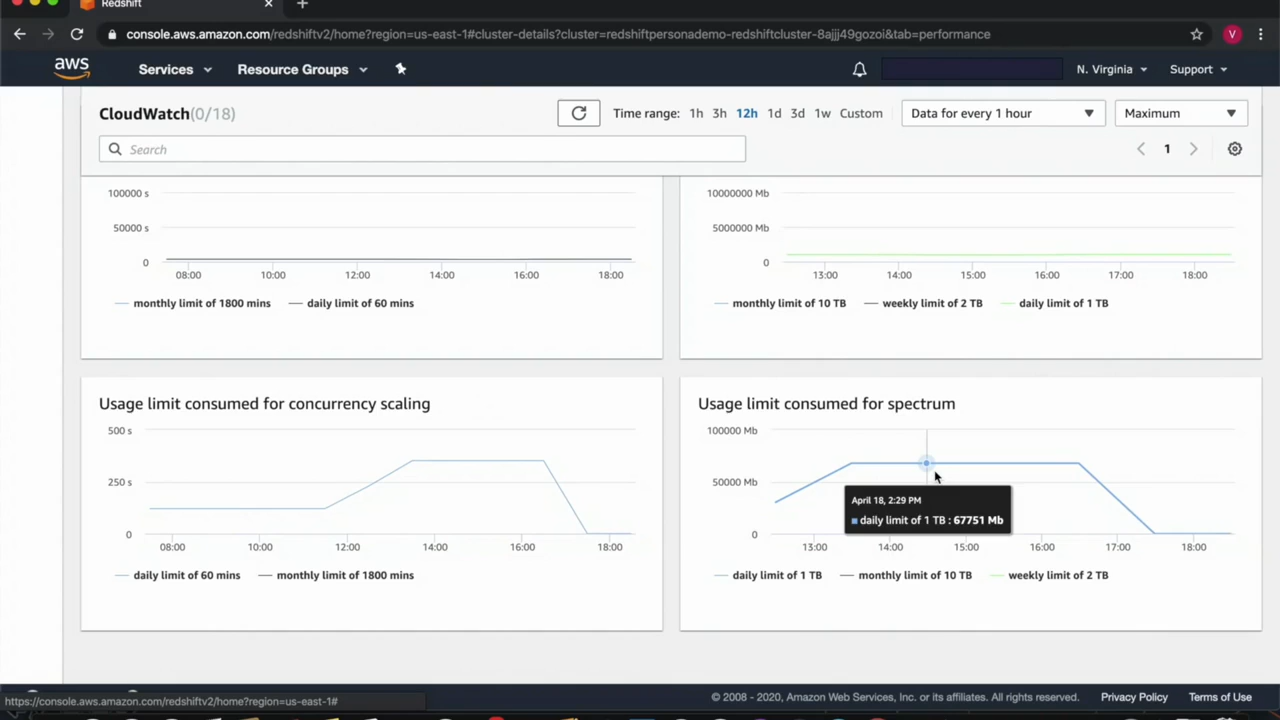 Redshift
console.aws.amazon.com/redshiftv2/home?region=us-east-1#cluster-details?cluster=redshiftpersonademo-redshiftcluster-8ajjj49gozoi&tab=performance
V
aws
Services
Resource Groups
N. Virginia
Support
CloudWatch(0/18)
Time range: 1h 3h 12h 1d 3d 1w Custom
Data for every 1 hour
Maximum
Search
1
100000 s
50000 s
0
08:00 10:00 12:00 14:00 16:00 18:00
monthly limit of 1800 mins daily limit of 60 mins
10000000 Mb
5000000 Mb
0
13:00 14:00 15:00 16:00 17:00 18:00
monthly limit of 10 TB weekly limit of 2 TB daily limit of 1 TB
Usage limit consumed for concurrency scaling
500 s
250 s
0
08:00 10:00 12:00 14:00 16:00 18:00
daily limit of 60 mins monthly limit of 1800 mins
Usage limit consumed for spectrum
100000 Mb
50000 Mb
0
April 18, 2:29 PM
daily limit of 1 TB : 67751 Mb
13:00 14:00 15:00 16:00 17:00 18:00
daily limit of 1 TB monthly limit of 10 TB weekly limit of 2 TB
https://console.aws.amazon.com/redshiftv2/home?region=us-east-1#
© 2008 - 2020, Amazon Web Services, Inc. or its affiliates. All rights reserved.
Privacy Policy
Terms of Use